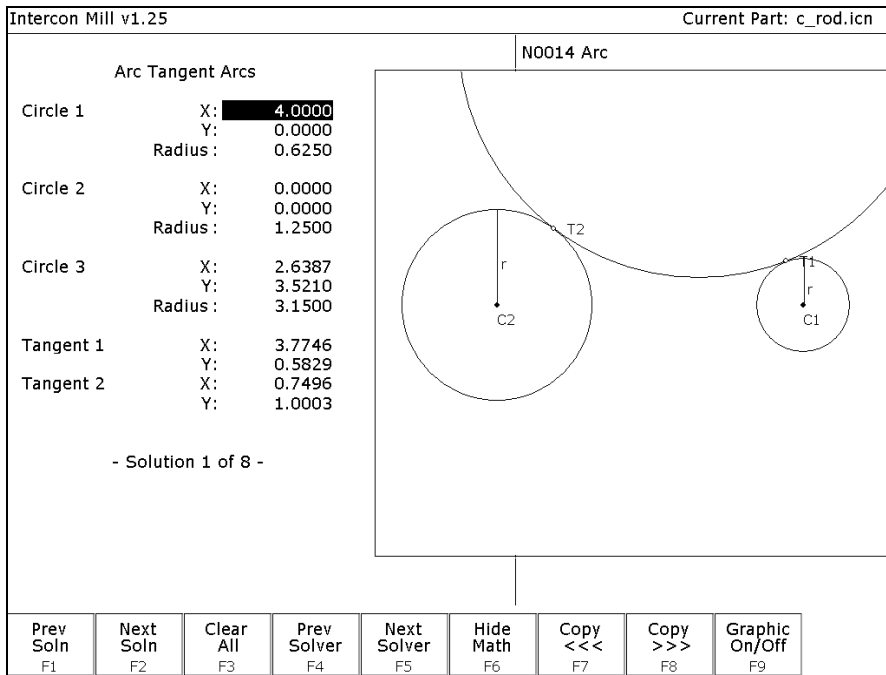 Intercon Mill v1.25 Current Part: c_rod.icn
N0014 Arc
Arc Tangent Arcs
Circle 1 X: 4.0000
Y: 0.0000
Radius : 0.6250
Circle 2 X: 0.0000
Y: 0.0000
Radius : 1.2500
Circle 3 X: 2.6387
Y: 3.5210
Radius : 3.1500
Tangent 1 X: 3.7746
Y: 0.5829
Tangent 2 X: 0.7496
Y: 1.0003
- Solution 1 of 8 -
T2
T1
r
r
C2
C1
Prev Soln F1
Next Soln F2
Clear All F3
Prev Solver F4
Next Solver F5
Hide Math F6
Copy <<< F7
Copy >>> F8
Graphic On/Off F9